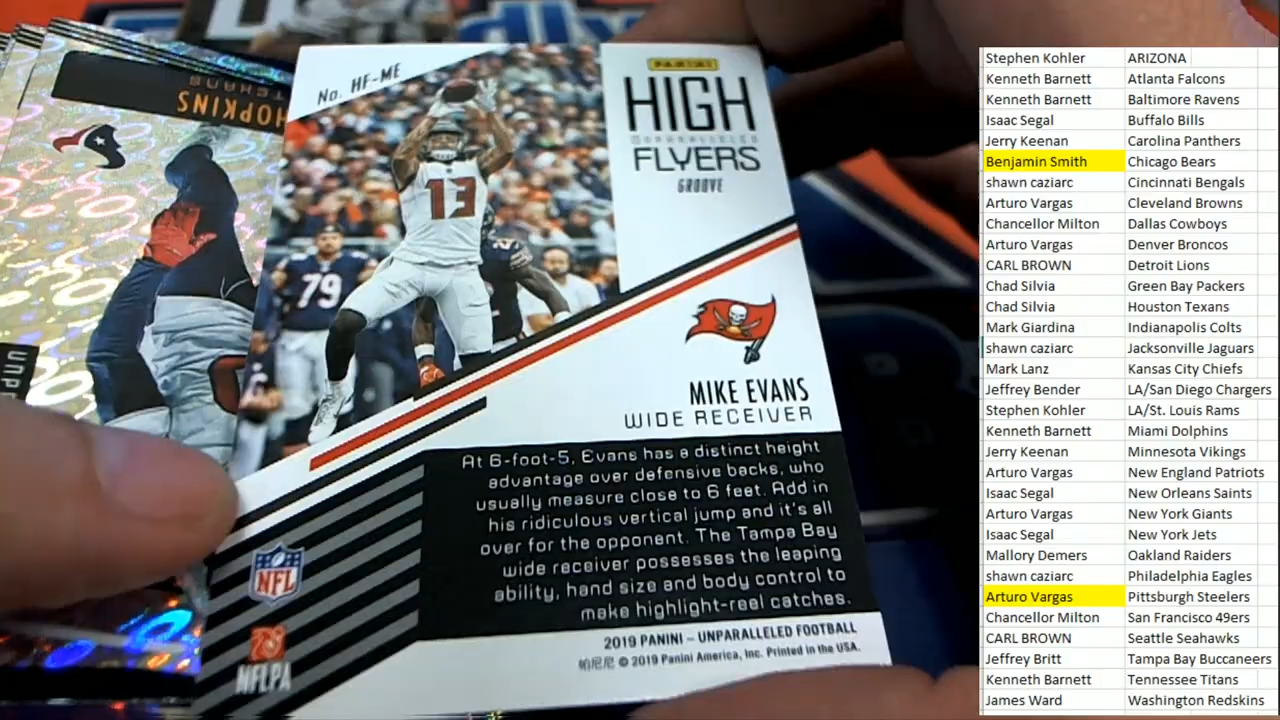 No. HF-ME
PANINI
HIGH
UNPARALLELED
FLYERS
GROOVE
HOPKINS
TEXANS
13
79
MIKE EVANS
WIDE RECEIVER
At 6-foot-5, Evans has a distinct height
advantage over defensive backs, who
usually measure close to 6 feet. Add in
his ridiculous vertical jump and it's all
over for the opponent. The Tampa Bay
wide receiver possesses the leaping
ability, hand size and body control to
make highlight-reel catches.
NFL
NFLPA
2019 PANINI – UNPARALLELED FOOTBALL
帕尼尼 © 2019 Panini America, Inc. Printed in the USA.
Stephen Kohler ARIZONA
Kenneth Barnett Atlanta Falcons
Kenneth Barnett Baltimore Ravens
Isaac Segal Buffalo Bills
Jerry Keenan Carolina Panthers
Benjamin Smith Chicago Bears
shawn caziarc Cincinnati Bengals
Arturo Vargas Cleveland Browns
Chancellor Milton Dallas Cowboys
Arturo Vargas Denver Broncos
CARL BROWN Detroit Lions
Chad Silvia Green Bay Packers
Chad Silvia Houston Texans
Mark Giardina Indianapolis Colts
shawn caziarc Jacksonville Jaguars
Mark Lanz Kansas City Chiefs
Jeffrey Bender LA/San Diego Chargers
Stephen Kohler LA/St. Louis Rams
Kenneth Barnett Miami Dolphins
Jerry Keenan Minnesota Vikings
Arturo Vargas New England Patriots
Isaac Segal New Orleans Saints
Arturo Vargas New York Giants
Isaac Segal New York Jets
Mallory Demers Oakland Raiders
shawn caziarc Philadelphia Eagles
Arturo Vargas Pittsburgh Steelers
Chancellor Milton San Francisco 49ers
CARL BROWN Seattle Seahawks
Jeffrey Britt Tampa Bay Buccaneers
Kenneth Barnett Tennessee Titans
James Ward Washington Redskins